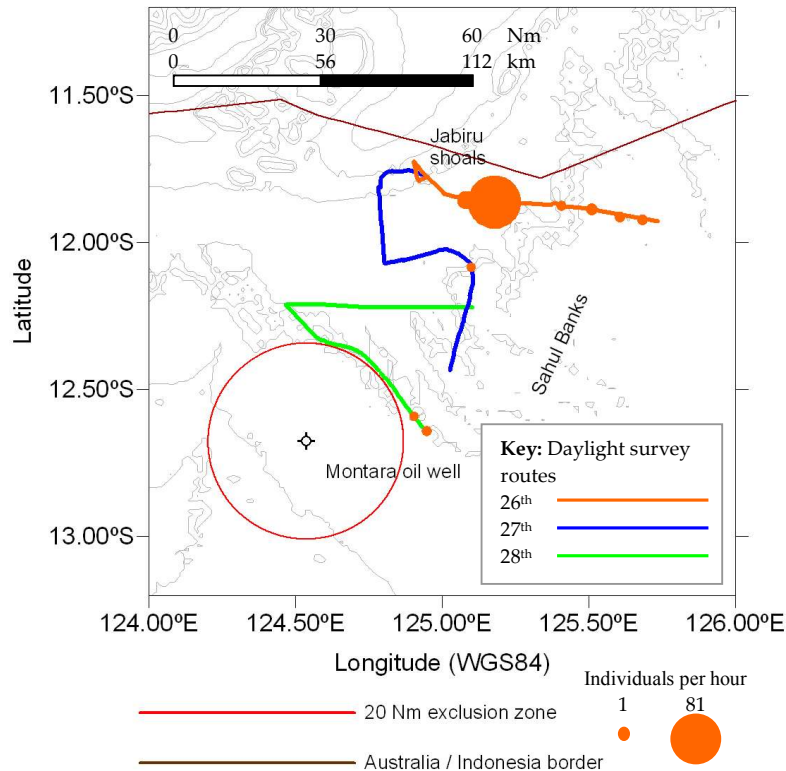 0 30 60 Nm
0 56 112 km
11.50ºS
Jabiru
shoals
12.00ºS
Latitude
Sahul Banks
12.50ºS
Montara oil well
Key: Daylight survey
routes
26th
27th
28th
13.00ºS
124.00ºE 124.50ºE 125.00ºE 125.50ºE 126.00ºE
Longitude (WGS84)
Individuals per hour
1 81
20 Nm exclusion zone
Australia / Indonesia border